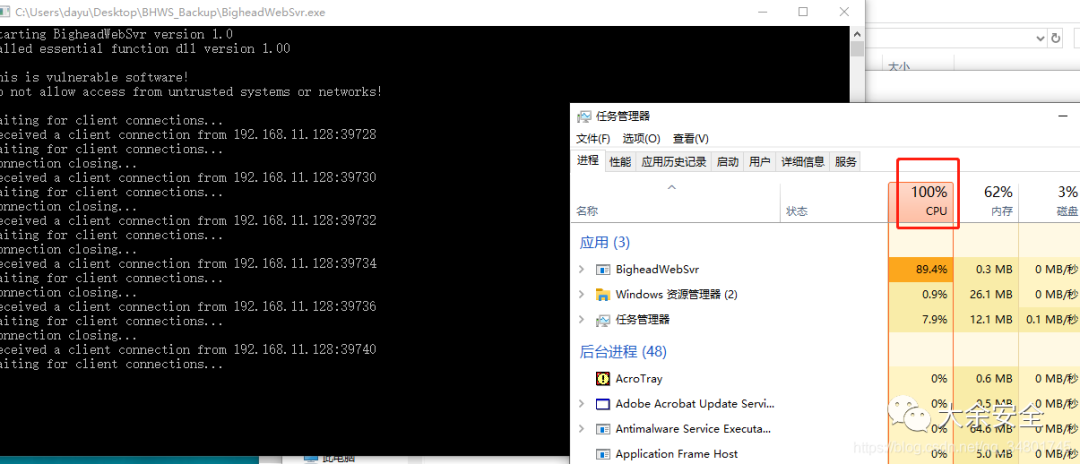 C:\Users\dayu\Desktop\BHWS_Backup\BigheadWebSvr.exe
tarting BigheadWebSvr version 1.0
alled essential function dll version 1.00
his is vulnerable software!
o not allow access from untrusted systems or networks!
aiting for client connections...
eceived a client connection from 192.168.11.128:39728
aiting for client connections...
onnection closing...
eceived a client connection from 192.168.11.128:39730
aiting for client connections...
onnection closing...
eceived a client connection from 192.168.11.128:39732
aiting for client connections...
onnection closing...
eceived a client connection from 192.168.11.128:39734
aiting for client connections...
onnection closing...
eceived a client connection from 192.168.11.128:39736
aiting for client connections...
onnection closing...
eceived a client connection from 192.168.11.128:39740
aiting for client connections...
大小
任务管理器
文件(F) 选项(O) 查看(V)
进程 性能 应用历史记录 启动 用户 详细信息 服务
100% 62% 3%
名称 状态 CPU 内存 磁盘
应用 (3)
BigheadWebSvr 89.4% 0.3 MB 0 MB/秒
Windows 资源管理器 (2) 0.9% 26.1 MB 0 MB/秒
任务管理器 7.9% 12.1 MB 0.1 MB/秒
后台进程 (48)
AcroTray 0% 0.6 MB 0 MB/秒
Adobe Acrobat Update Servi... 0% 0.5 MB 0 MB/秒
Antimalware Service Executa... 0% 64.6 MB 0 MB/秒
Application Frame Host 0% 5.0 MB 0 MB/秒
大余安全
此电脑